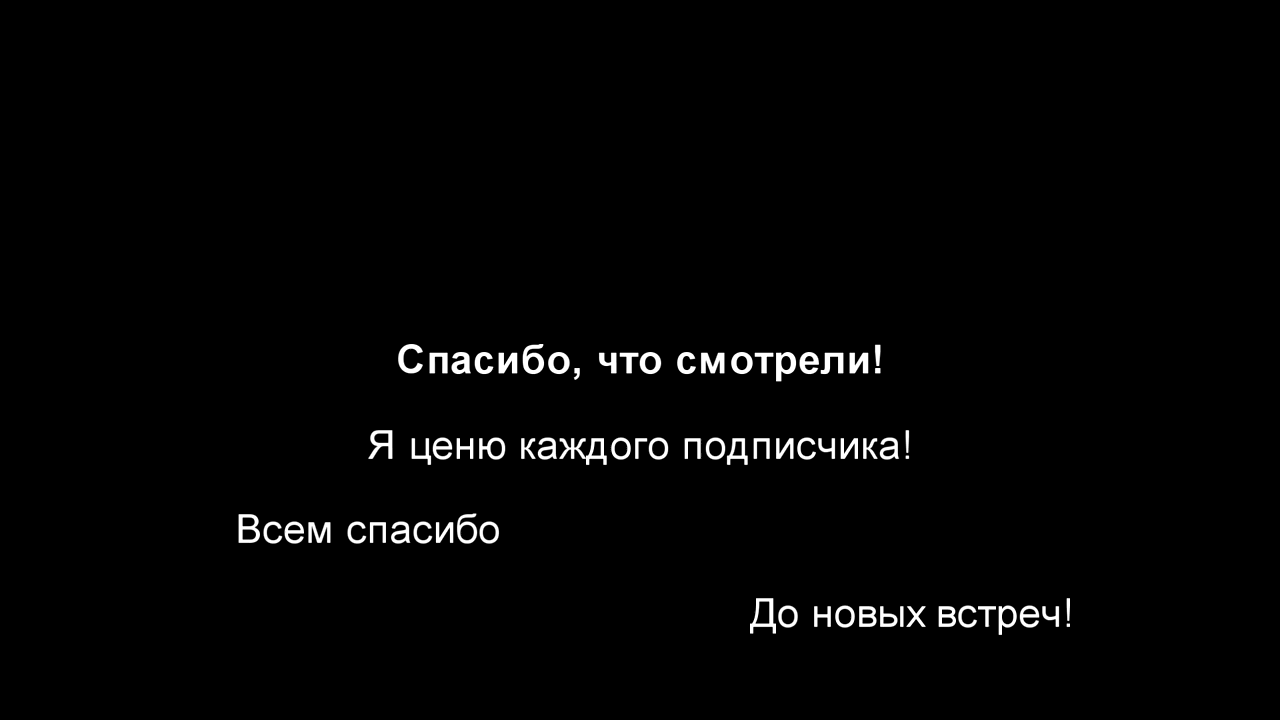 Спасибо, что смотрели!
Я ценю каждого подписчика!
Всем спасибо
До новых встреч!